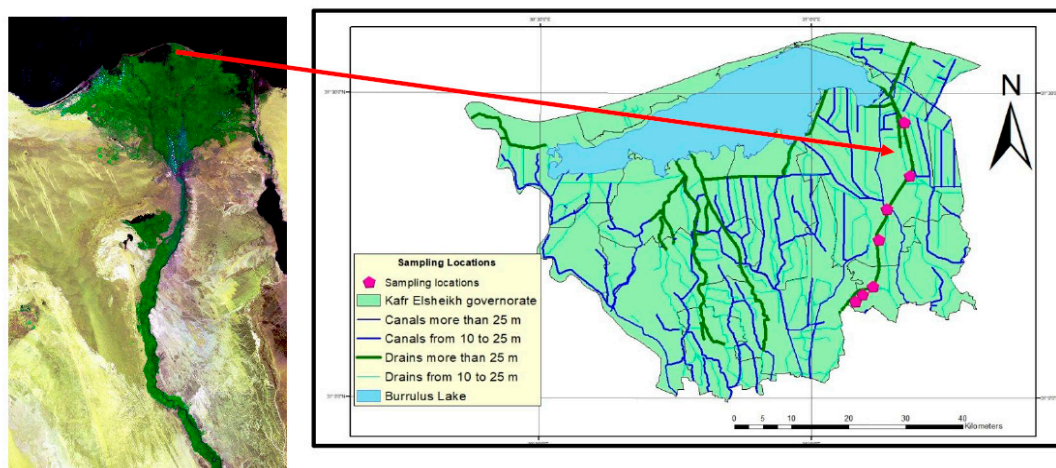 N
Sampling Locations
Sampling locations
Kafr Elsheikh governorate
Canals more than 25 m
Canals from 10 to 25 m
Drains more than 25 m
Drains from 10 to 25 m
Burrulus Lake
0 5 10 20 30 40
Kilometers